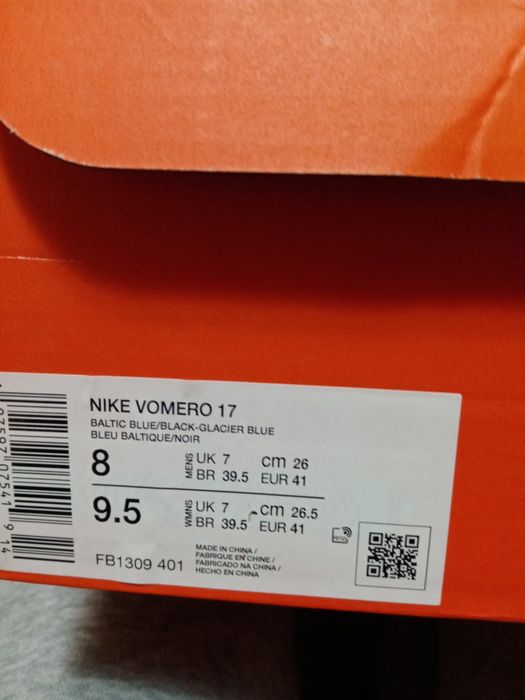 NIKE VOMERO 17
BALTIC BLUE/BLACK-GLACIER BLUE
BLEU BALTIQUE/NOIR
8 MENS UK 7 cm 26
BR 39.5 EUR 41
9.5 WMNS UK 7 cm 26.5
BR 39.5 EUR 41
FB1309 401
MADE IN CHINA /
FABRIQUE EN CHINE /
FABRICADO NA CHINA /
HECHO EN CHINA